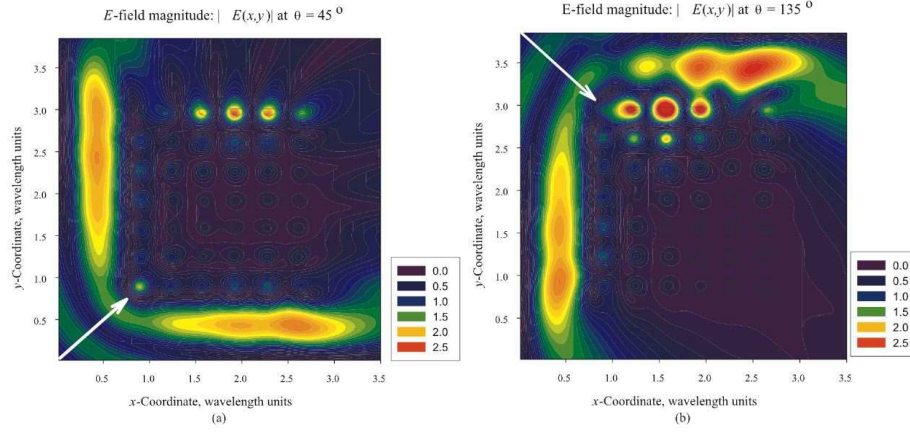 E-field magnitude: | E(x,y)| at θ = 45 º
3.5
3.0
2.5
2.0
1.5
1.0
0.5
y-Coordinate, wavelength units
0.5 1.0 1.5 2.0 2.5 3.0 3.5
x-Coordinate, wavelength units
(a)
0.0
0.5
1.0
1.5
2.0
2.5
E-field magnitude: | E(x,y)| at θ = 135 º
3.5
3.0
2.5
2.0
1.5
1.0
0.5
y-Coordinate, wavelength units
0.5 1.0 1.5 2.0 2.5 3.0 3.5
x-Coordinate, wavelength units
(b)
0.0
0.5
1.0
1.5
2.0
2.5